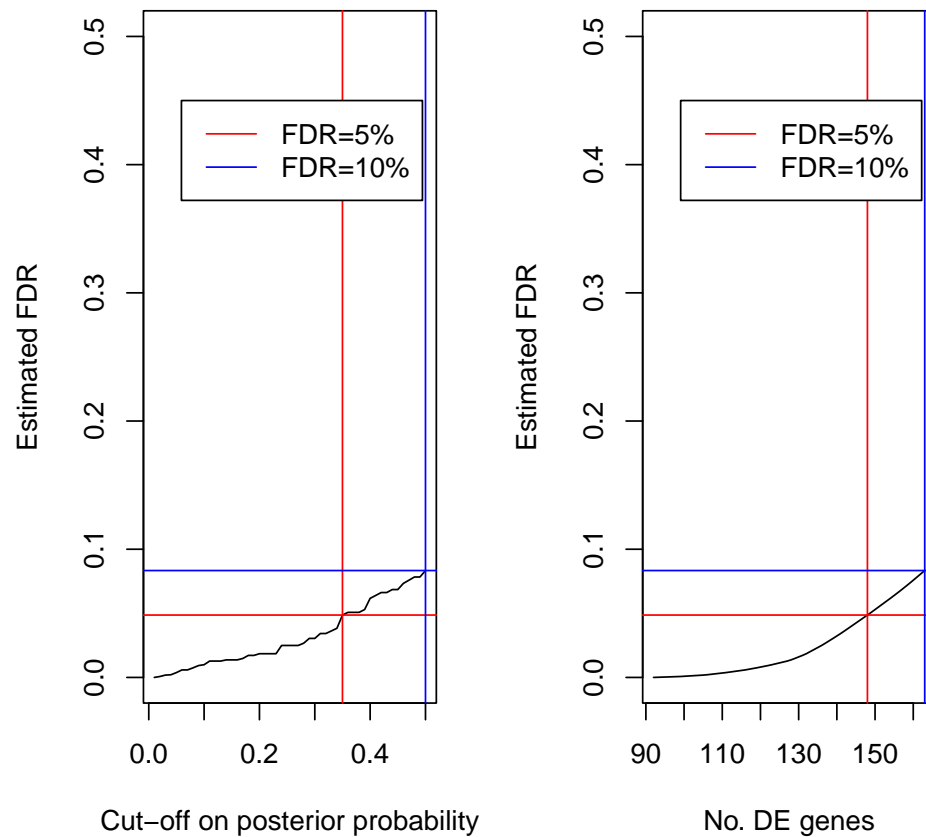 0.5
0.4
0.3
0.2
0.1
0.0
Estimated FDR
FDR=5%
FDR=10%
0.0 0.2 0.4
Cut−off on posterior probability
0.5
0.4
0.3
0.2
0.1
0.0
Estimated FDR
FDR=5%
FDR=10%
90 110 130 150
No. DE genes